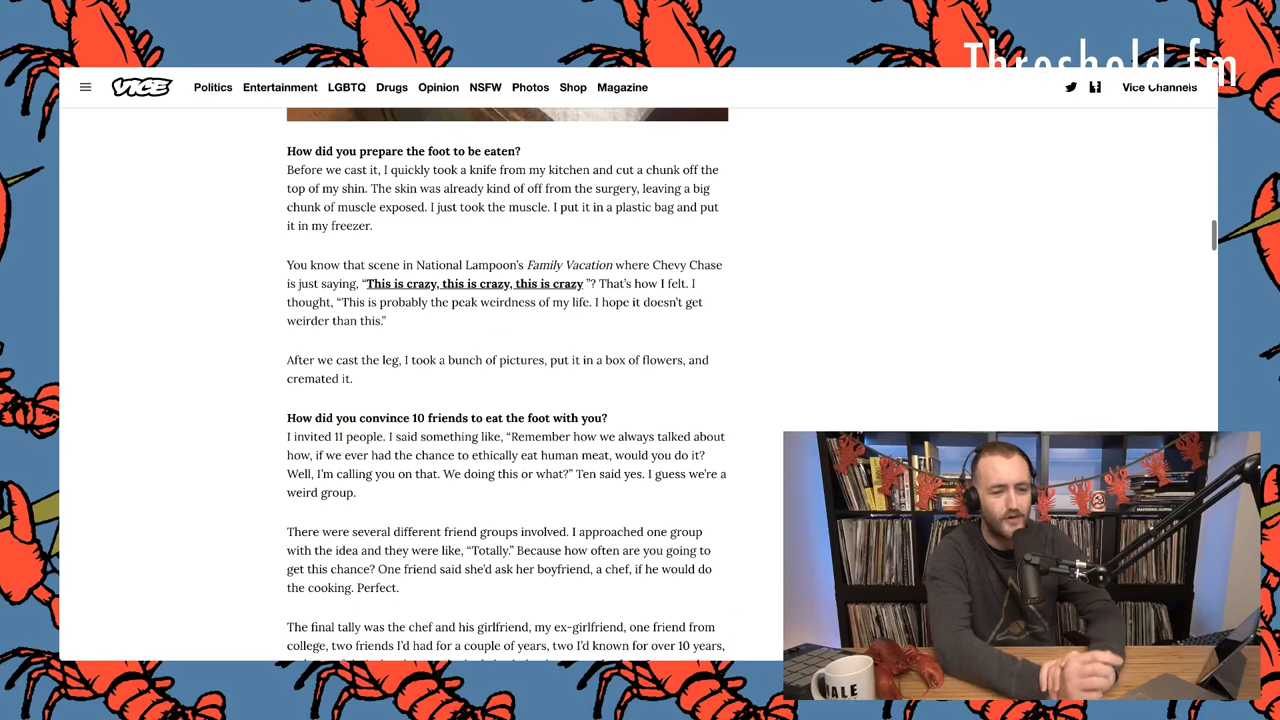 Threshold.fm
VICE
Politics
Entertainment
LGBTQ
Drugs
Opinion
NSFW
Photos
Shop
Magazine
Vice Channels
How did you prepare the foot to be eaten?
Before we cast it, I quickly took a knife from my kitchen and cut a chunk off the
top of my shin. The skin was already kind of off from the surgery, leaving a big
chunk of muscle exposed. I just took the muscle. I put it in a plastic bag and put
it in my freezer.
You know that scene in National Lampoon’s Family Vacation where Chevy Chase
is just saying, “This is crazy, this is crazy, this is crazy ”? That’s how I felt. I
thought, “This is probably the peak weirdness of my life. I hope it doesn’t get
weirder than this.”
After we cast the leg, I took a bunch of pictures, put it in a box of flowers, and
cremated it.
How did you convince 10 friends to eat the foot with you?
I invited 11 people. I said something like, “Remember how we always talked about
how, if we ever had the chance to ethically eat human meat, would you do it?
Well, I’m calling you on that. We doing this or what?” Ten said yes. I guess we’re a
weird group.
There were several different friend groups involved. I approached one group
with the idea and they were like, “Totally.” Because how often are you going to
get this chance? One friend said she’d ask her boyfriend, a chef, if he would do
the cooking. Perfect.
The final tally was the chef and his girlfriend, my ex-girlfriend, one friend from
college, two friends I’d had for a couple of years, two I’d known for over 10 years,